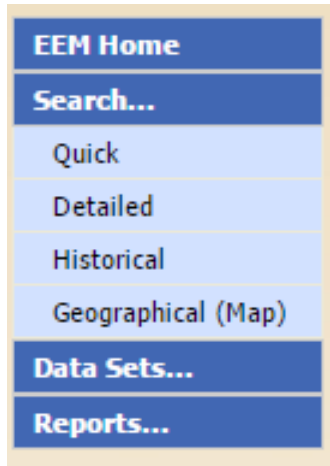 EEM Home
Search...
Quick
Detailed
Historical
Geographical (Map)
Data Sets...
Reports...